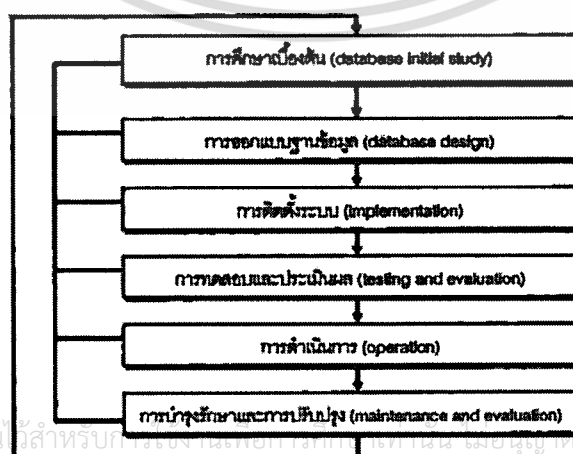 การศึกษาเบื้องต้น (database initial study)
การออกแบบฐานข้อมูล (database design)
การติดตั้งระบบ (implementation)
การทดสอบและประเมินผล (testing and evaluation)
การดำเนินการ (operation)
การบำรุงรักษาและการปรับปรุง (maintenance and evaluation)